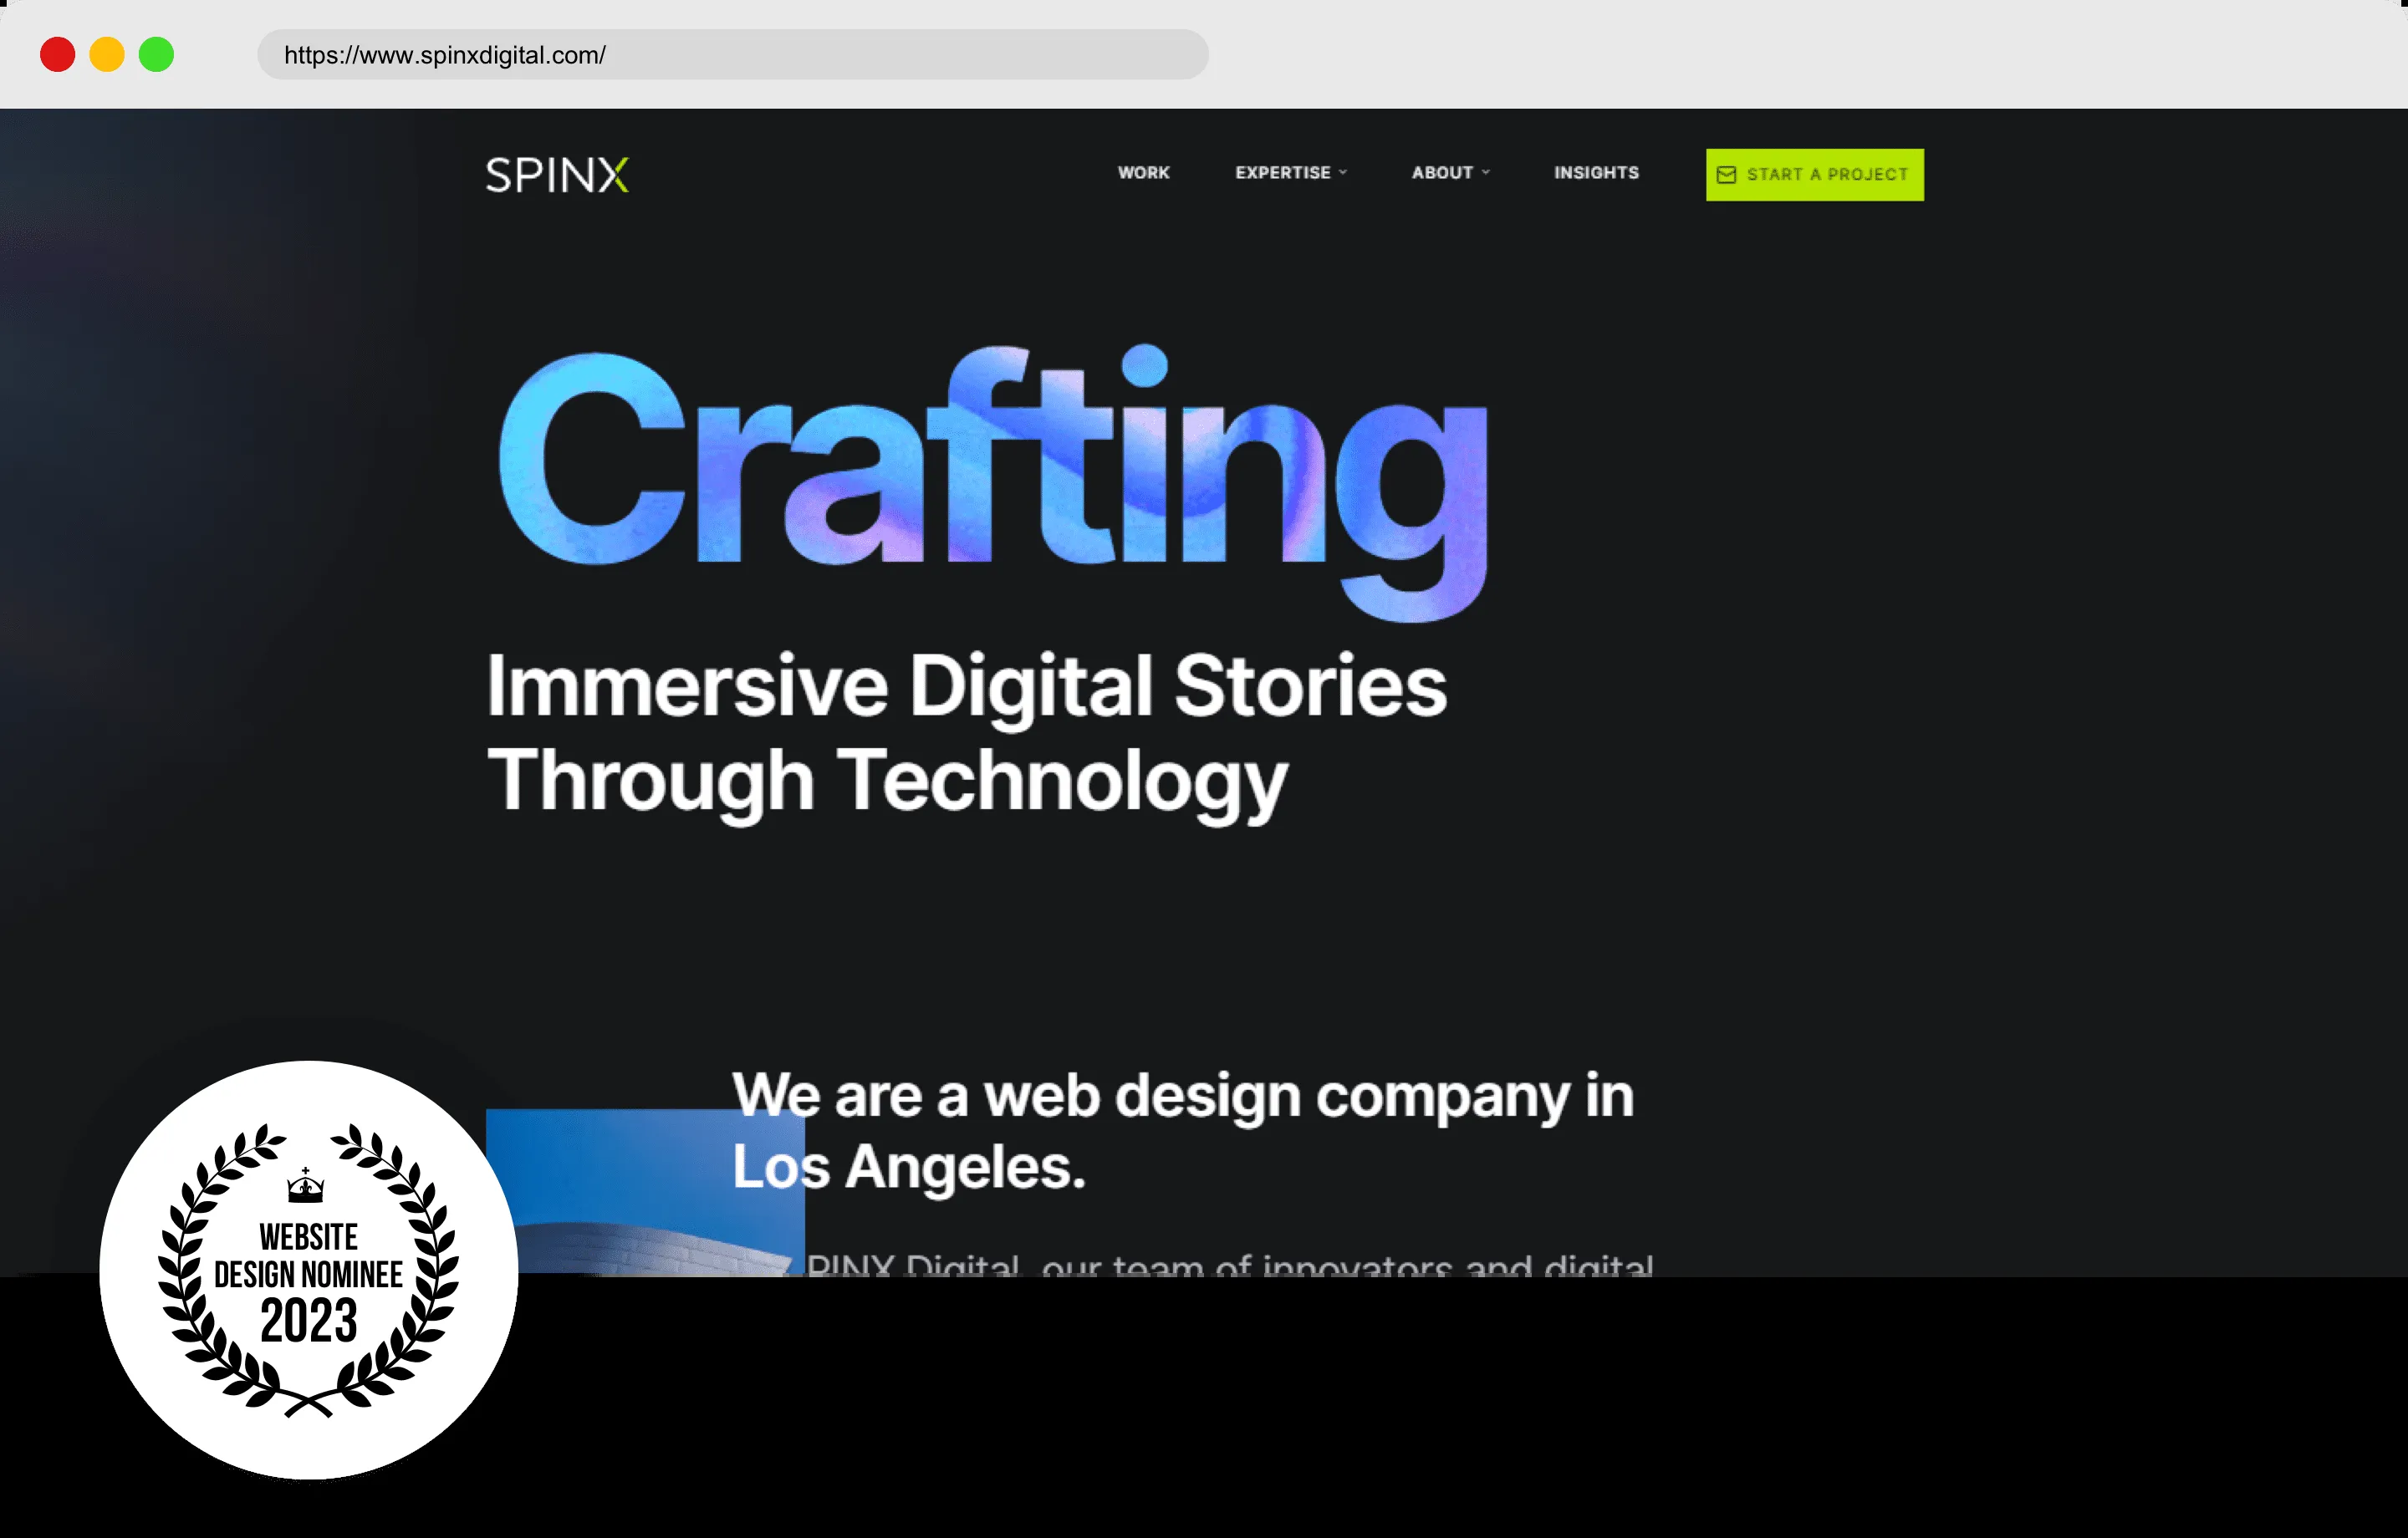 https://www.spinxdigital.com/
SPINX
WORK
EXPERTISE
ABOUT
INSIGHTS
START A PROJECT
Crafting
Immersive Digital Stories
Through Technology
We are a web design company in
Los Angeles.
PINX Digital, our team of innovators and digital
WEBSITE
DESIGN NOMINEE
2023